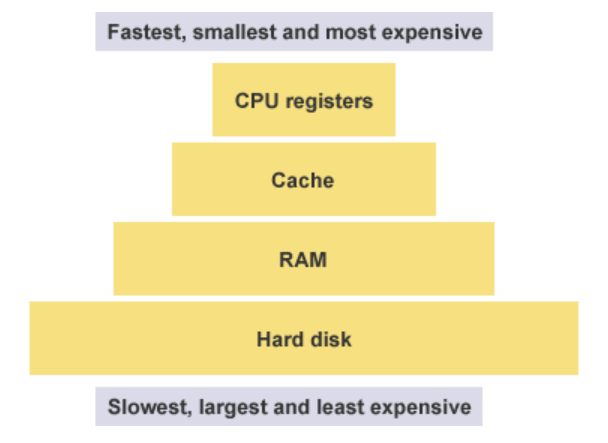 Fastest, smallest and most expensive
CPU registers
Cache
RAM
Hard disk
Slowest, largest and least expensive